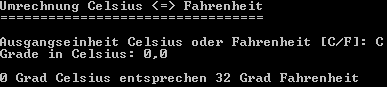 Umrechnung Celsius <=> Fahrenheit
=================================
Ausgangseinheit Celsius oder Fahrenheit [C/F]: C
Grade in Celsius: 0,0
0 Grad Celsius entsprechen 32 Grad Fahrenheit